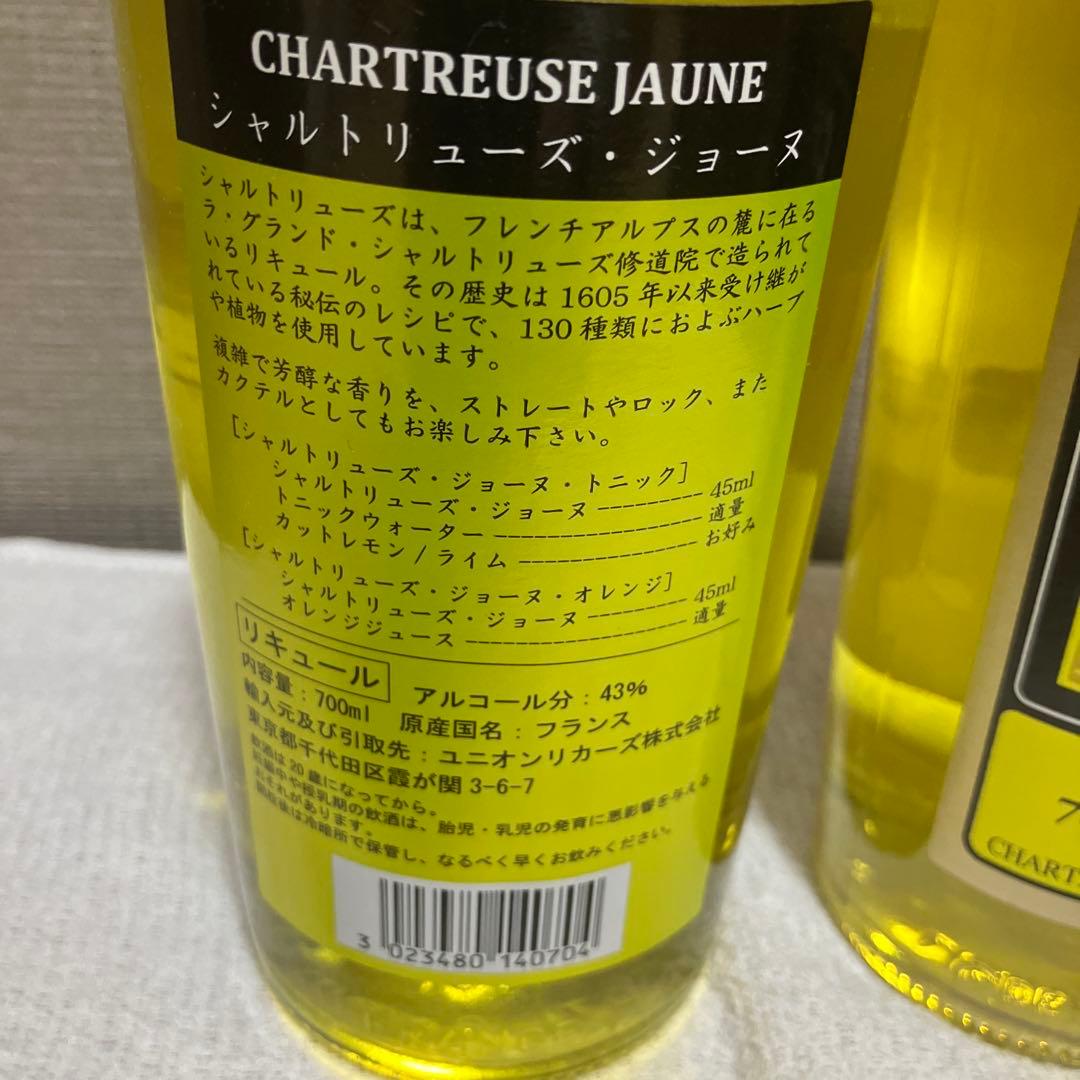 CHARTREUSE JAUNE
シャルトリューズ・ジョーヌ
シャルトリューズは、フレンチアルプスの麓に在る
ラ・グランド・シャルトリューズ修道院で造られて
いるリキュール。その歴史は1605年以来受け継が
れている秘伝のレシピで、130種類におよぶハーブ
や植物を使用しています。
複雑で芳醇な香りを、ストレートやロック、また
カクテルとしてもお楽しみ下さい。
[シャルトリューズ・ジョーヌ・トニック]
シャルトリューズ・ジョーヌ -------- 45ml
トニックウォーター ---------------- 適量
カットレモン/ライム -------------- お好み
[シャルトリューズ・ジョーヌ・オレンジ]
シャルトリューズ・ジョーヌ -------- 45ml
オレンジジュース ----------------- 適量
リキュール
内容量:700ml アルコール分:43%
原産国名:フランス
輸入元及び引取先:ユニオンリカーズ株式会社
東京都千代田区霞が関3-6-7
飲酒は20歳になってから。
妊娠中や授乳期の飲酒は、胎児・乳児の発育に悪影響を与える
おそれがあります。
開栓後は冷暗所で保管し、なるべく早くお飲みください。
3 023480 140704
7
CHART